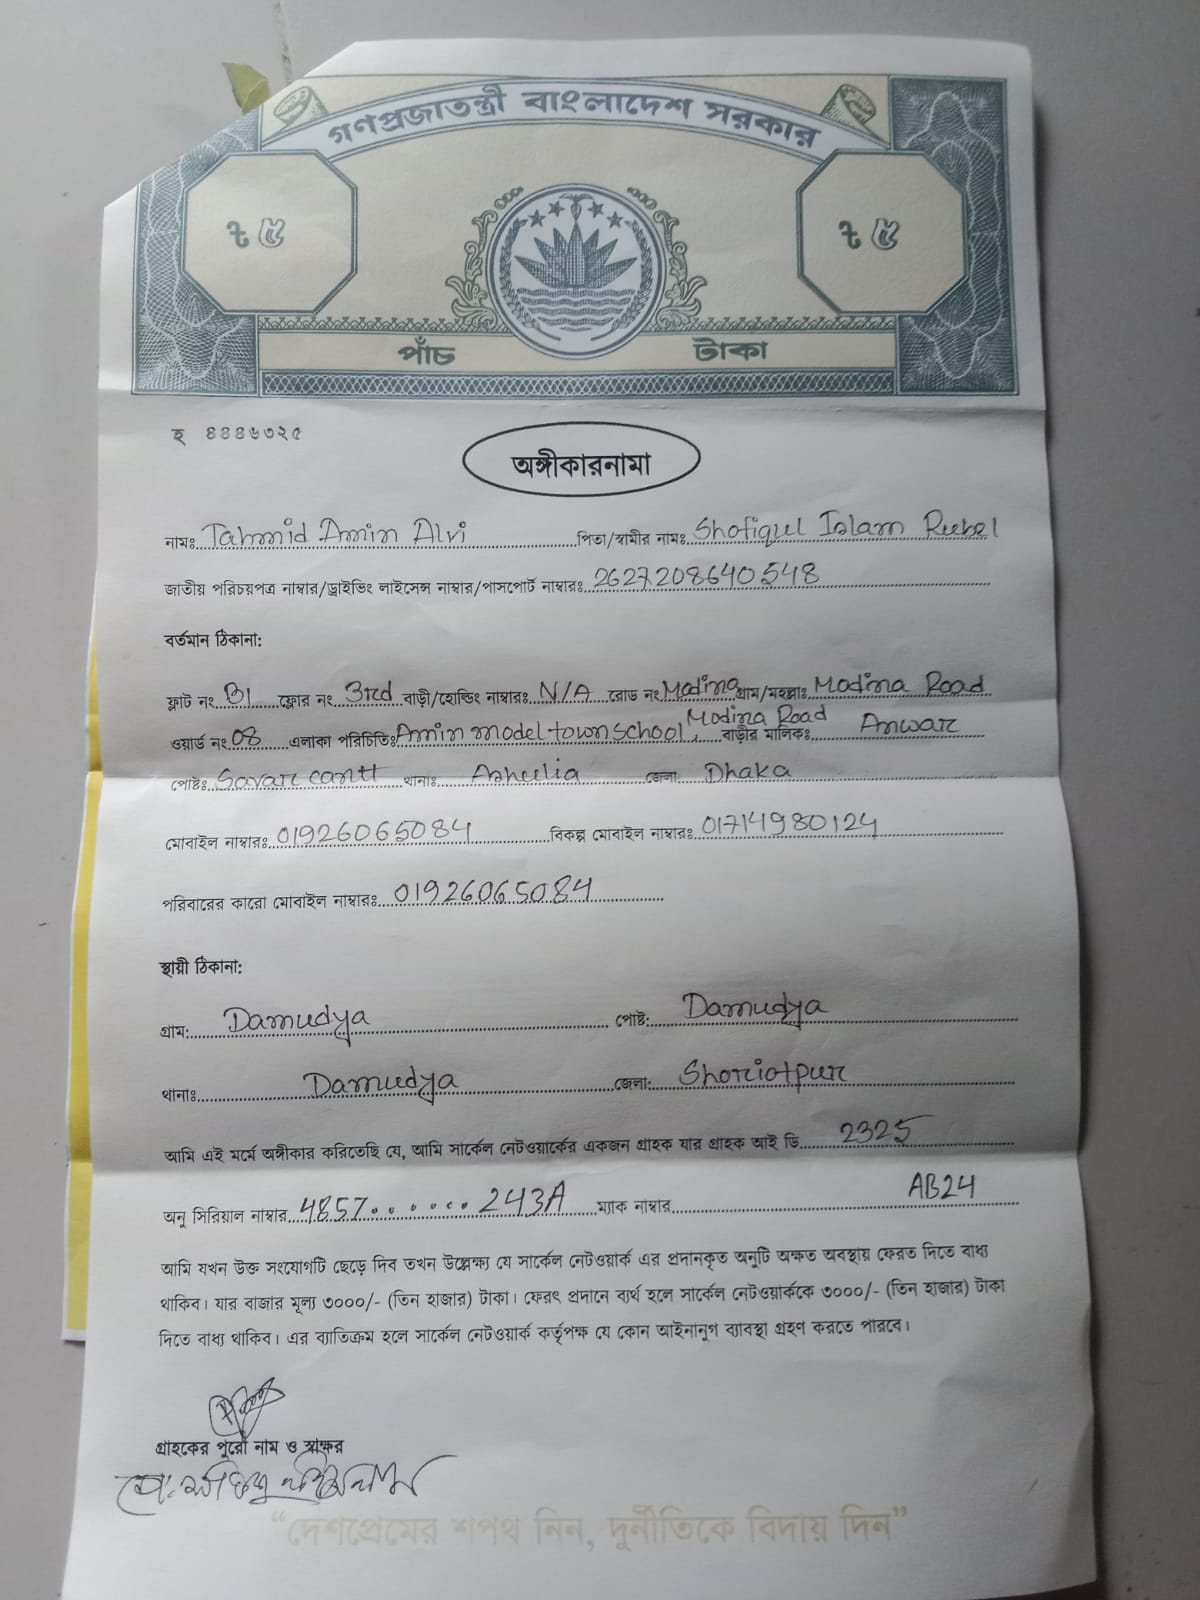 গণপ্রজাতন্ত্রী বাংলাদেশ সরকার
৳ ৫ ৳ ৫
পাঁচ টাকা
হ ৪৪৪৬৩২৫
অঙ্গীকারনামা
নামঃ Tahmid Amin Alvi পিতা/স্বামীর নামঃ Shofiqul Islam Rubel
জাতীয় পরিচয়পত্র নাম্বার/ড্রাইভিং লাইসেন্স নাম্বার/পাসপোর্ট নাম্বারঃ 2627208640548
বর্তমান ঠিকানা:
ফ্লাট নং B1 ফ্লোর নং 3rd বাড়ী/হোল্ডিং নাম্বারঃ N/A রোড নং Modina গ্রাম/মহল্লাঃ Modina Road
ওয়ার্ড নং 08 এলাকা পরিচিতিঃ Amin model town school, Modina Road বাড়ীর মালিকঃ Anwar
পোষ্টঃ Savar cantt থানাঃ Asheulia জেলা Dhaka
মোবাইল নাম্বারঃ 01926065084 বিকল্প মোবাইল নাম্বারঃ 01714980124
পরিবারের কারো মোবাইল নাম্বারঃ 01926065084
স্থায়ী ঠিকানা:
গ্রাম: Damudya পোষ্ট: Damudya
থানাঃ Damudya জেলা: Shoriotpur
আমি এই মর্মে অঙ্গীকার করিতেছি যে, আমি সার্কেল নেটওয়ার্কের একজন গ্রাহক যার গ্রাহক আই ডি 2325
অনু সিরিয়াল নাম্বার 4857.......243A ম্যাক নাম্বার AB24
আমি যখন উক্ত সংযোগটি ছেড়ে দিব তখন উল্লেক্ষ্য যে সার্কেল নেটওয়ার্ক এর প্রদানকৃত অনুটি অক্ষত অবস্থায় ফেরত দিতে বাধ্য
থাকিব। যার বাজার মূল্য ৩০০০/- (তিন হাজার) টাকা। ফেরৎ প্রদানে ব্যর্থ হলে সার্কেল নেটওয়ার্ককে ৩০০০/- (তিন হাজার) টাকা
দিতে বাধ্য থাকিব। এর ব্যাতিক্রম হলে সার্কেল নেটওয়ার্ক কর্তৃপক্ষ যে কোন আইনানুগ ব্যাবস্থা গ্রহণ করতে পারবে।
গ্রাহকের পুরো নাম ও স্বাক্ষর
“দেশপ্রেমের শপথ নিন, দুর্নীতিকে বিদায় দিন”